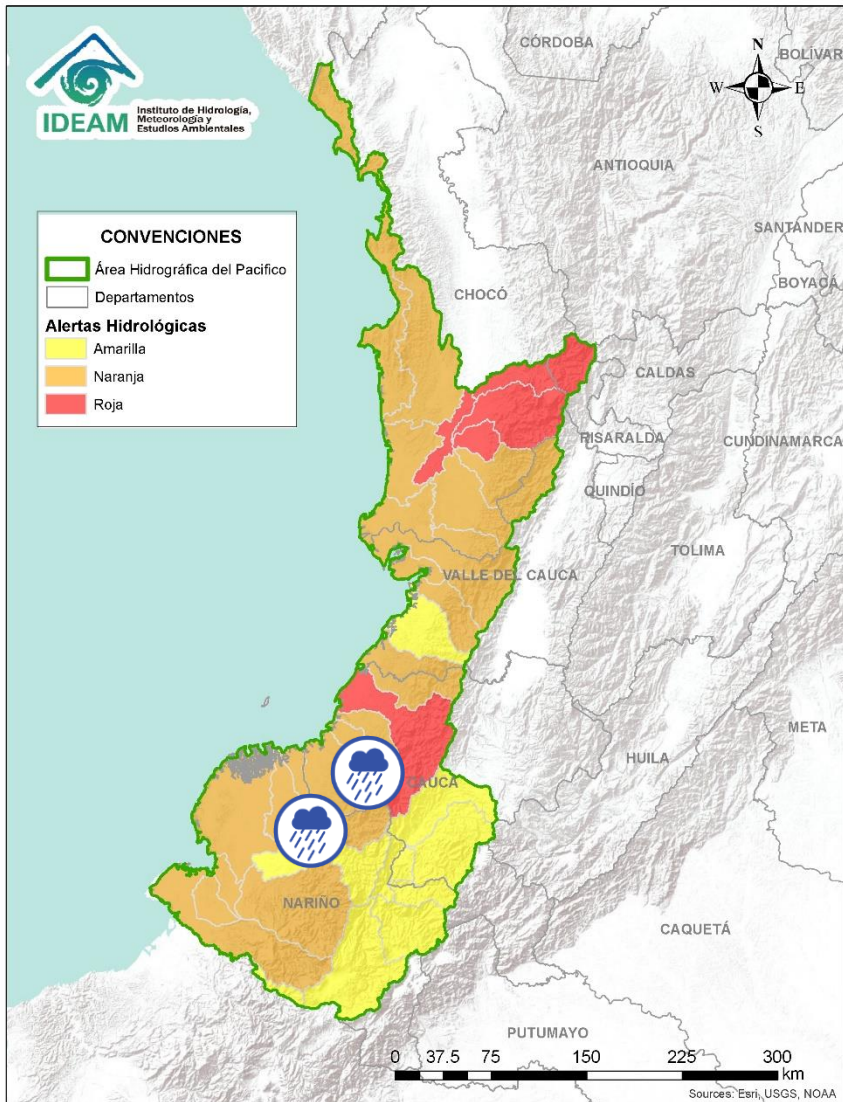 IDEAM
Instituto de Hidrología,
Meteorología y
Estudios Ambientales
CONVENCIONES
Área Hidrográfica del Pacifico
Departamentos
Alertas Hidrológicas
Amarilla
Naranja
Roja
N
W
E
S
CÓRDOBA
BOLÍVAR
ANTIOQUIA
SANTANDER
BOYACÁ
CHOCÓ
CALDAS
RISARALDA
CUNDINAMARCA
QUINDÍO
TOLIMA
VALLE DEL CAUCA
META
HUILA
CAUCA
NARIÑO
CAQUETÁ
PUTUMAYO
0 37.5 75 150 225 300
km
Sources: Esri, USGS, NOAA